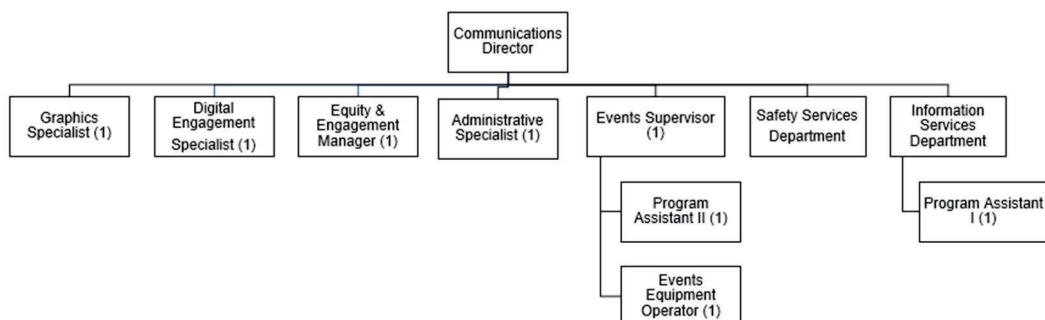 Communications
Director
Graphics
Specialist (1)
Digital
Engagement
Specialist (1)
Equity &
Engagement
Manager (1)
Administrative
Specialist (1)
Events Supervisor
(1)
Safety Services
Department
Information
Services
Department
Program
Assistant II (1)
Program Assistant
I (1)
Events
Equipment
Operator (1)